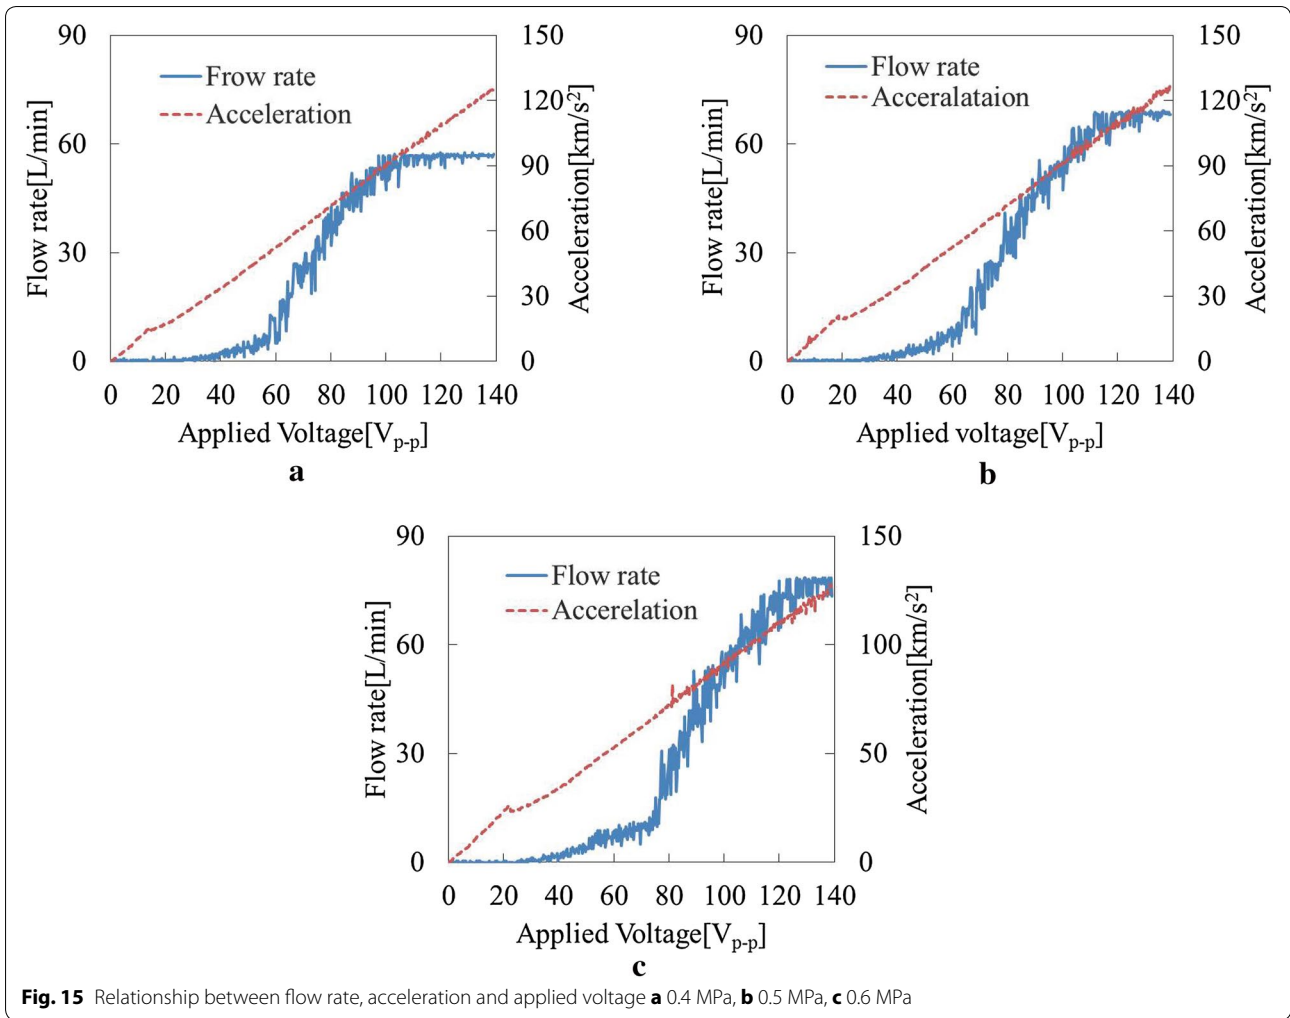 90
60
30
0
Flow rate[L/min]
Frow rate
Acceleration
150
120
90
60
30
0
Acceleration[km/s²]
0 20 40 60 80 100 120 140
Applied Voltage[Vp-p]
a
90
60
30
0
Flow rate[L/min]
Flow rate
Acceralataion
150
120
90
60
30
0
Acceleration[km/s²]
0 20 40 60 80 100 120 140
Applied voltage[Vp-p]
b
90
60
30
0
Flow rate[L/min]
Flow rate
Accerelation
150
100
50
0
Acceleration[km/s²]
0 20 40 60 80 100 120 140
Applied Voltage[Vp-p]
c
Fig. 15 Relationship between flow rate, acceleration and applied voltage a 0.4 MPa, b 0.5 MPa, c 0.6 MPa